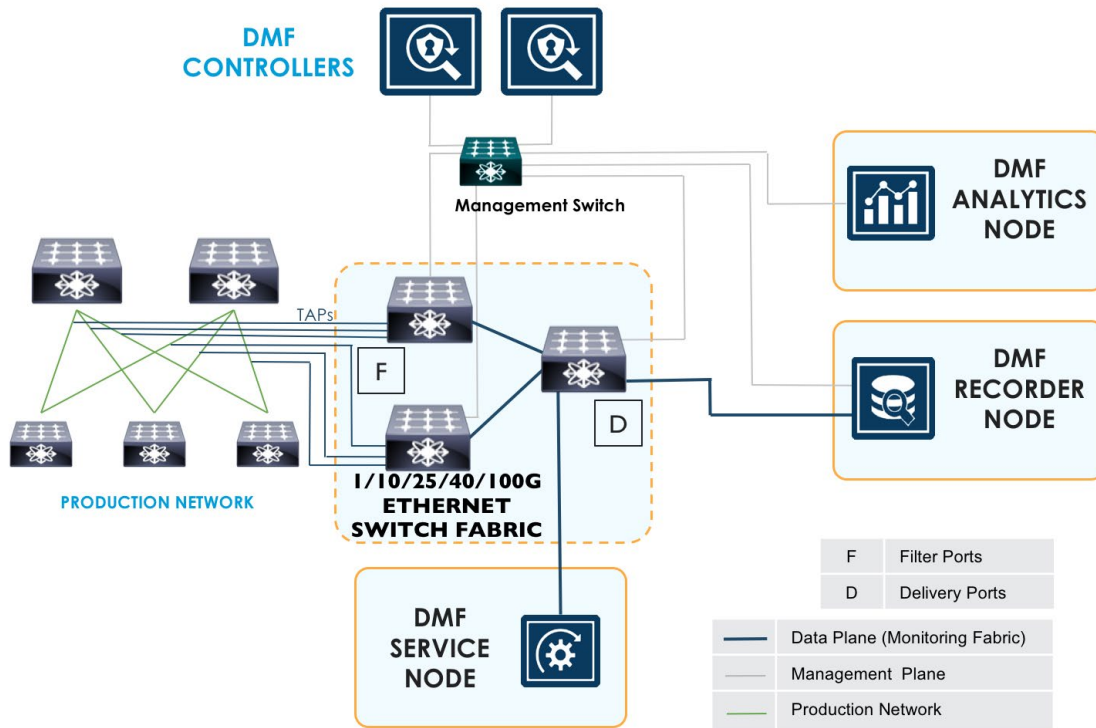 DMF
CONTROLLERS
Management Switch
DMF
ANALYTICS
NODE
TAPs
F
D
DMF
RECORDER
NODE
PRODUCTION NETWORK
1/10/25/40/100G
ETHERNET
SWITCH FABRIC
DMF
SERVICE
NODE
F Filter Ports
D Delivery Ports
Data Plane (Monitoring Fabric)
Management Plane
Production Network